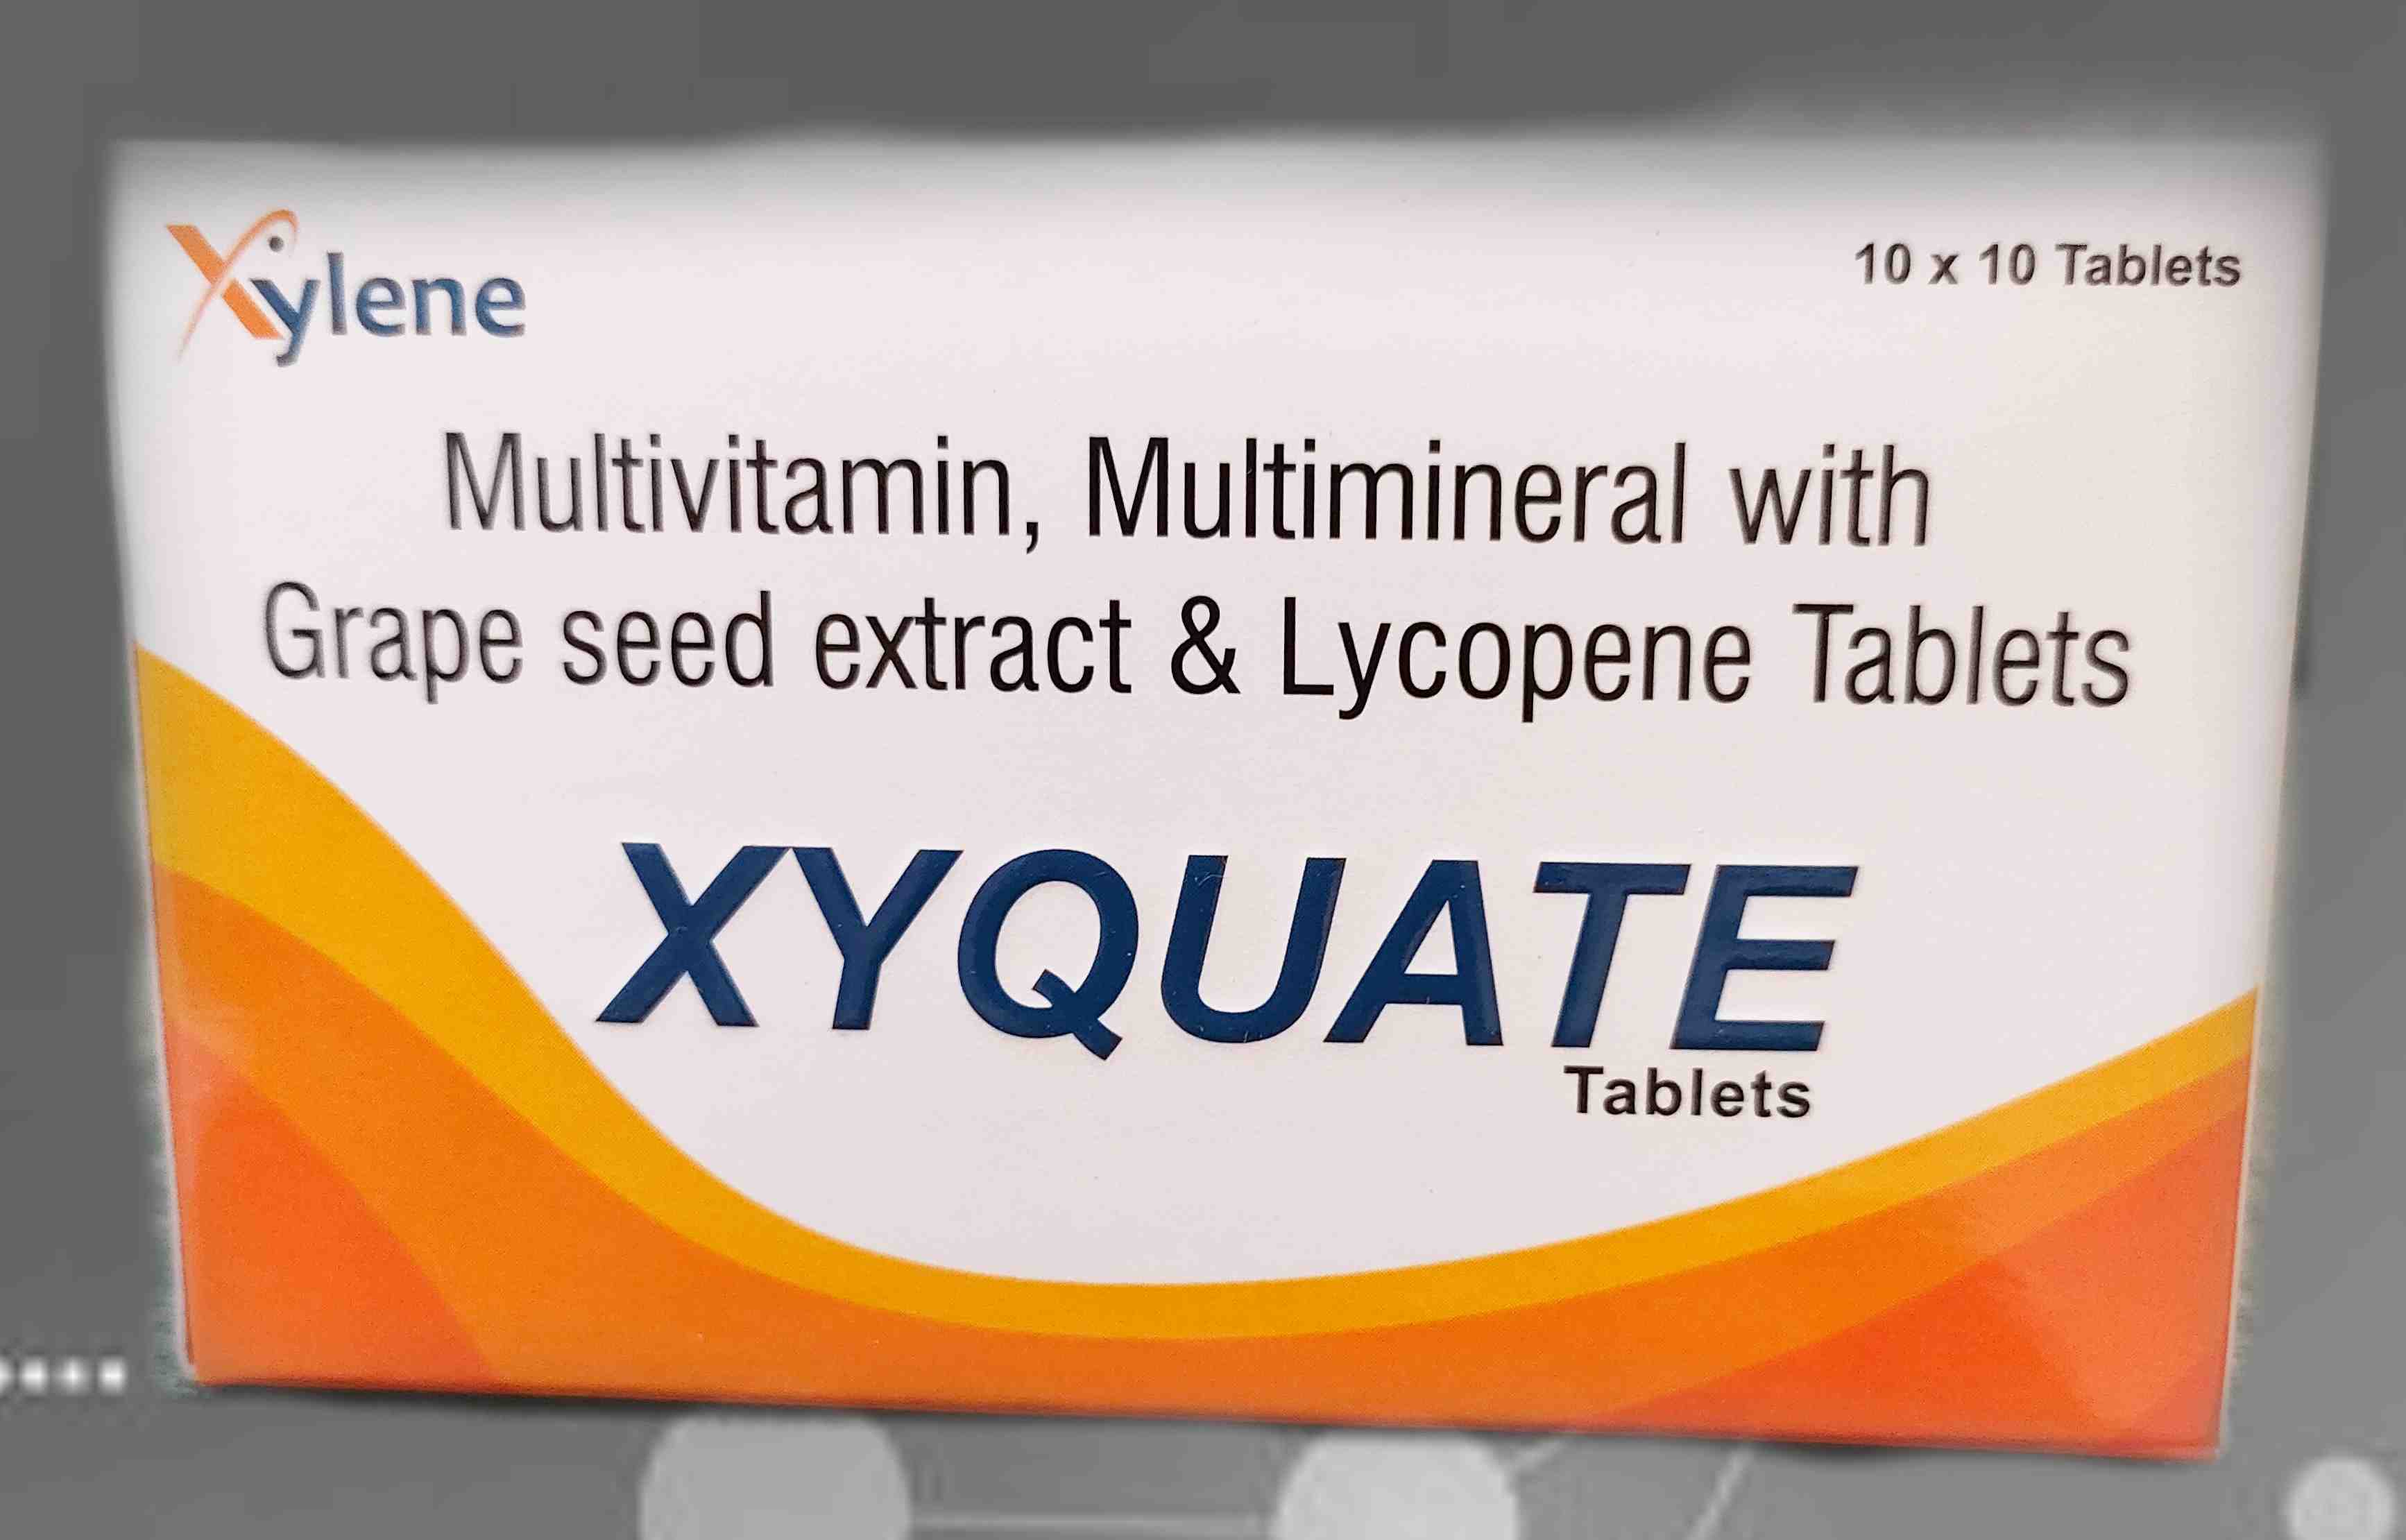 Xylene
10 x 10 Tablets
Multivitamin, Multimineral with
Grape seed extract & Lycopene Tablets
XYQUATE
Tablets